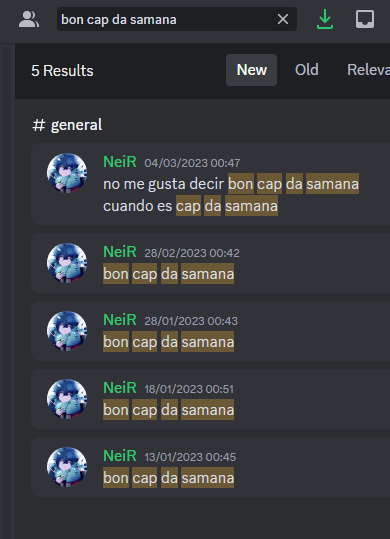 bon cap da samana
5 Results
New
Old
Releva
# general
NeiR 04/03/2023 00:47
no me gusta decir bon cap da samana
cuando es cap da samana
NeiR 28/02/2023 00:42
bon cap da samana
NeiR 28/01/2023 00:43
bon cap da samana
NeiR 18/01/2023 00:51
bon cap da samana
NeiR 13/01/2023 00:45
bon cap da samana